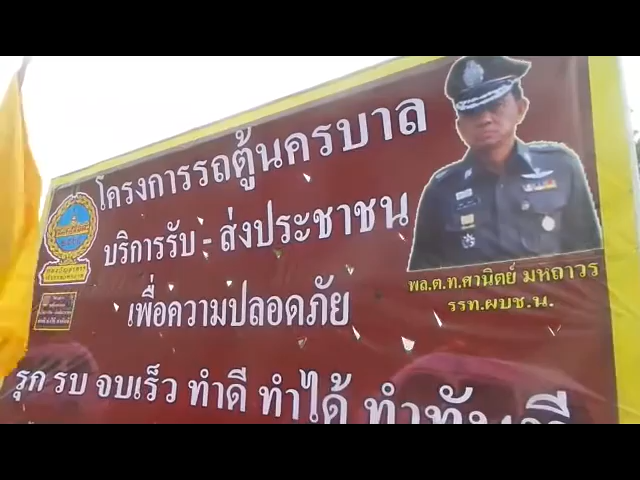 โครงการรถตู้นครบาล
บริการรับ - ส่งประชาชน
เพื่อความปลอดภัย
พล.ต.ท.ศานิตย์ มหถาวร
รรท.ผบช.น.
รุก รบ จบเร็ว ทำดี ทำได้ ทำทันที